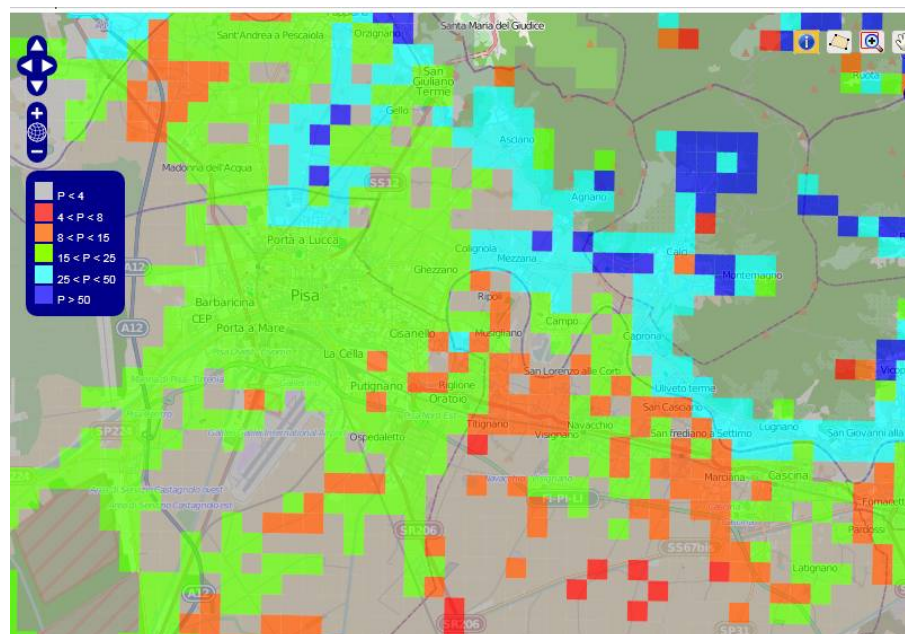 Santa Maria del Giudice
Sant'Andrea a Pescaiola
Orzignano
San
Giuliano
Terme
Ruota
Gello
Asciano
Madonna dell'Acqua
SS12
Agnano
P < 4
4 < P < 8
8 < P < 15
15 < P < 25
25 < P < 50
P > 50
Porta a Lucca
Colignola
Mezzana
Calci
A12
Ghezzano
Montemagno
Pisa
Ripoli
Barbaricina
CEP
Porta a Mare
Cisanello
Musigliano
Campo
Caprona
A12
La Cella
San Lorenzo alle Corti
Putignano
Riglione
Oratoio
Uliveto terme
San Casciano
SP224
Titignano
Visignano
Navacchio
Lugnano
Ospedaletto
San frediano a Settimo
San Giovanni alla
Marciana
Cascina
FI-PI-LI
Fornacett
Pardossi
SR206
SS67bis
Latignano
A12
SR206
SP31